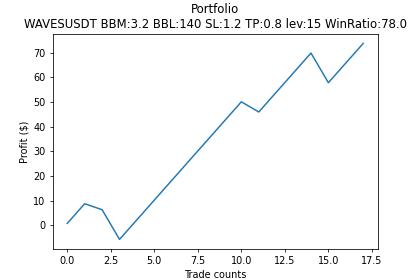 Portfolio
WAVESUSDT BBM:3.2 BBL:140 SL:1.2 TP:0.8 lev:15 WinRatio:78.0
70
60
50
40
30
20
10
0
Profit ($)
0.0 2.5 5.0 7.5 10.0 12.5 15.0 17.5
Trade counts